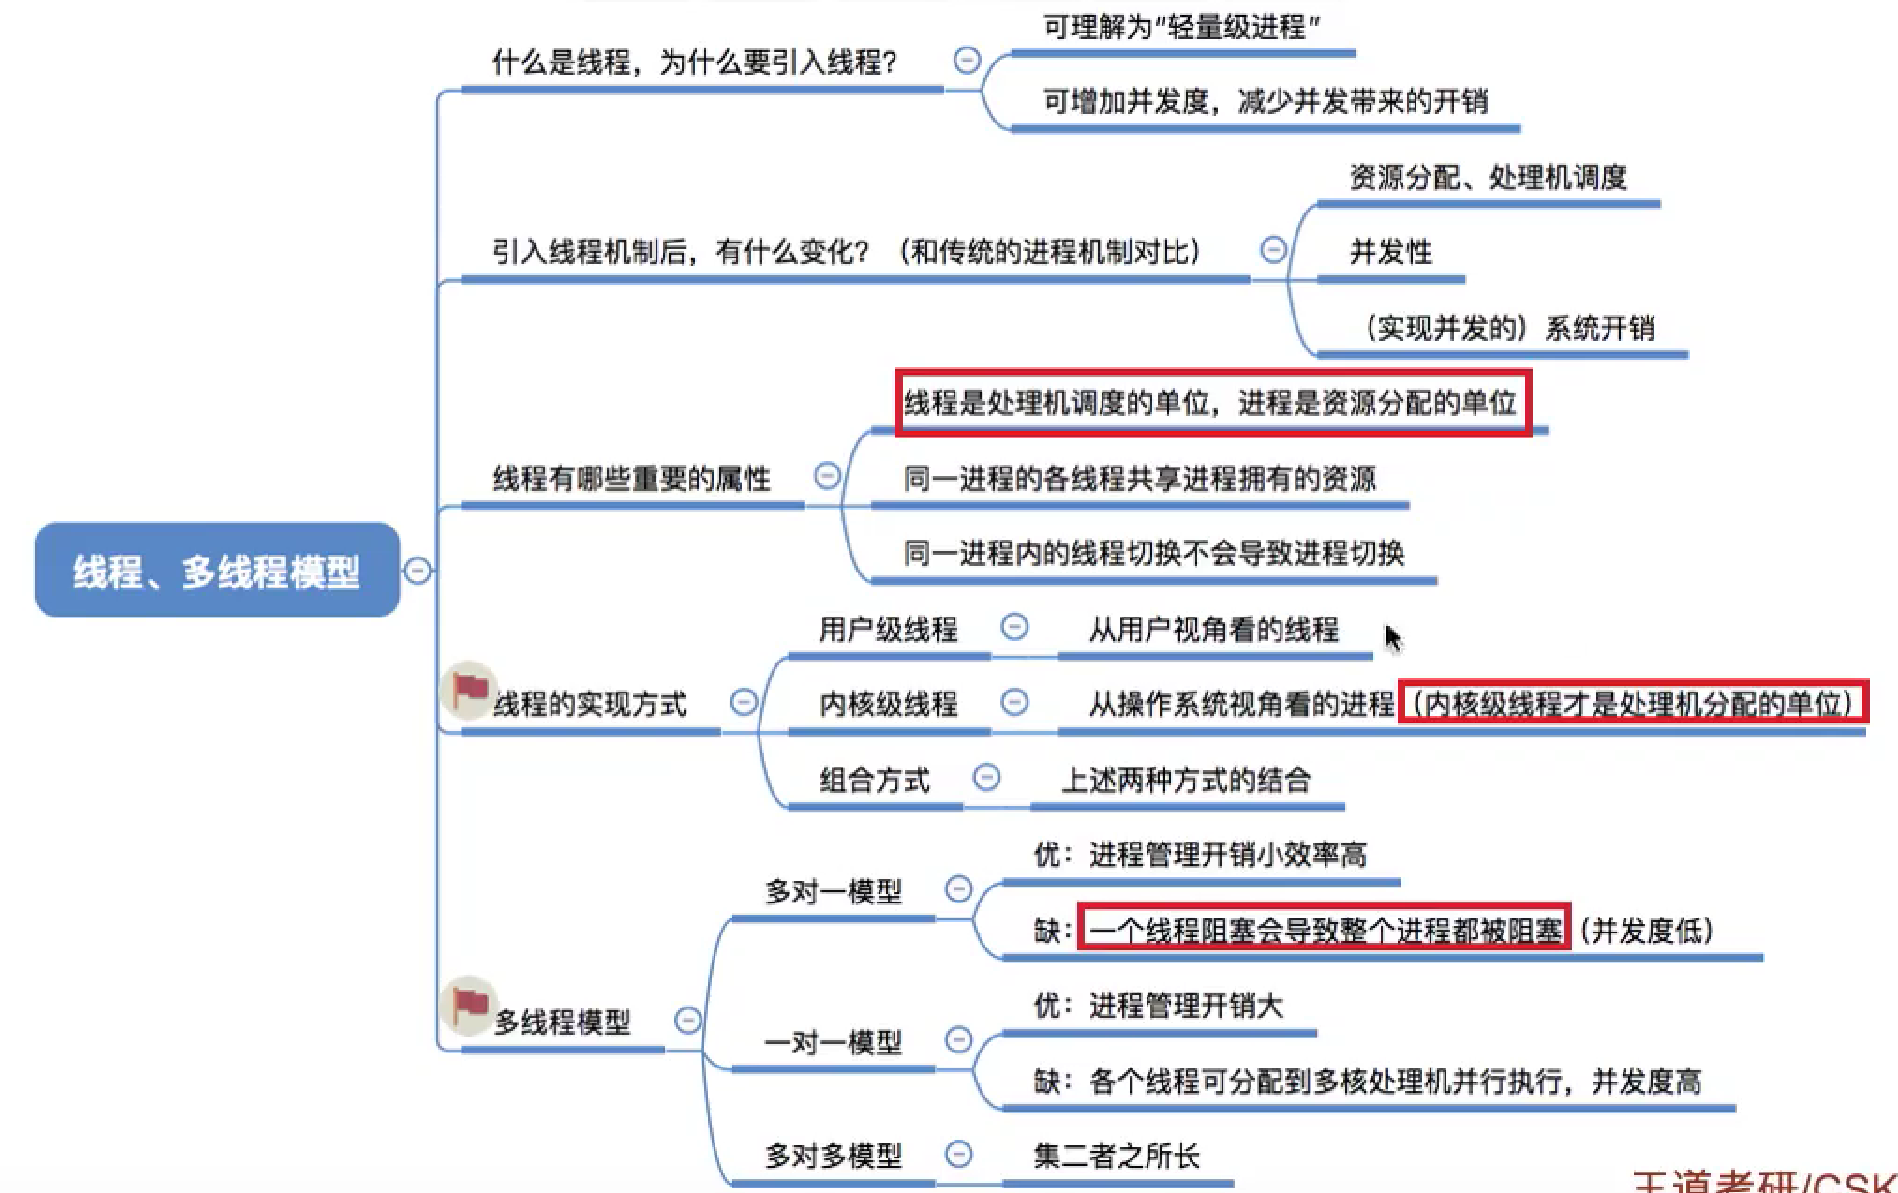 可理解为“轻量级进程”
什么是线程，为什么要引入线程？
可增加并发度，减少并发带来的开销
资源分配、处理机调度
引入线程机制后，有什么变化？（和传统的进程机制对比）
并发性
（实现并发的）系统开销
线程是处理机调度的单位，进程是资源分配的单位
线程有哪些重要的属性
同一进程的各线程共享进程拥有的资源
同一进程内的线程切换不会导致进程切换
线程、多线程模型
用户级线程
从用户视角看的线程
线程的实现方式
内核级线程
从操作系统视角看的进程（内核级线程才是处理机分配的单位）
组合方式
上述两种方式的结合
优：进程管理开销小效率高
多对一模型
缺：一个线程阻塞会导致整个进程都被阻塞（并发度低）
多线程模型
优：进程管理开销大
一对一模型
缺：各个线程可分配到多核处理机并行执行，并发度高
多对多模型
集二者之所长
王道考研/CSK